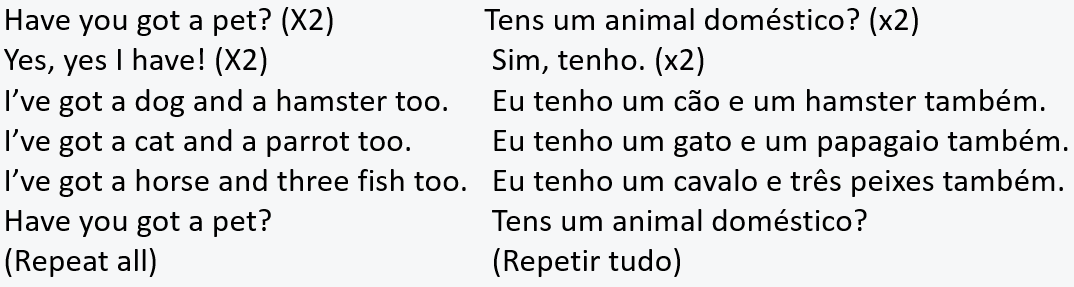 Have you got a pet? (X2) Tens um animal doméstico? (x2)
Yes, yes I have! (X2) Sim, tenho. (x2)
I’ve got a dog and a hamster too. Eu tenho um cão e um hamster também.
I’ve got a cat and a parrot too. Eu tenho um gato e um papagaio também.
I’ve got a horse and three fish too. Eu tenho um cavalo e três peixes também.
Have you got a pet? Tens um animal doméstico?
(Repeat all) (Repetir tudo)